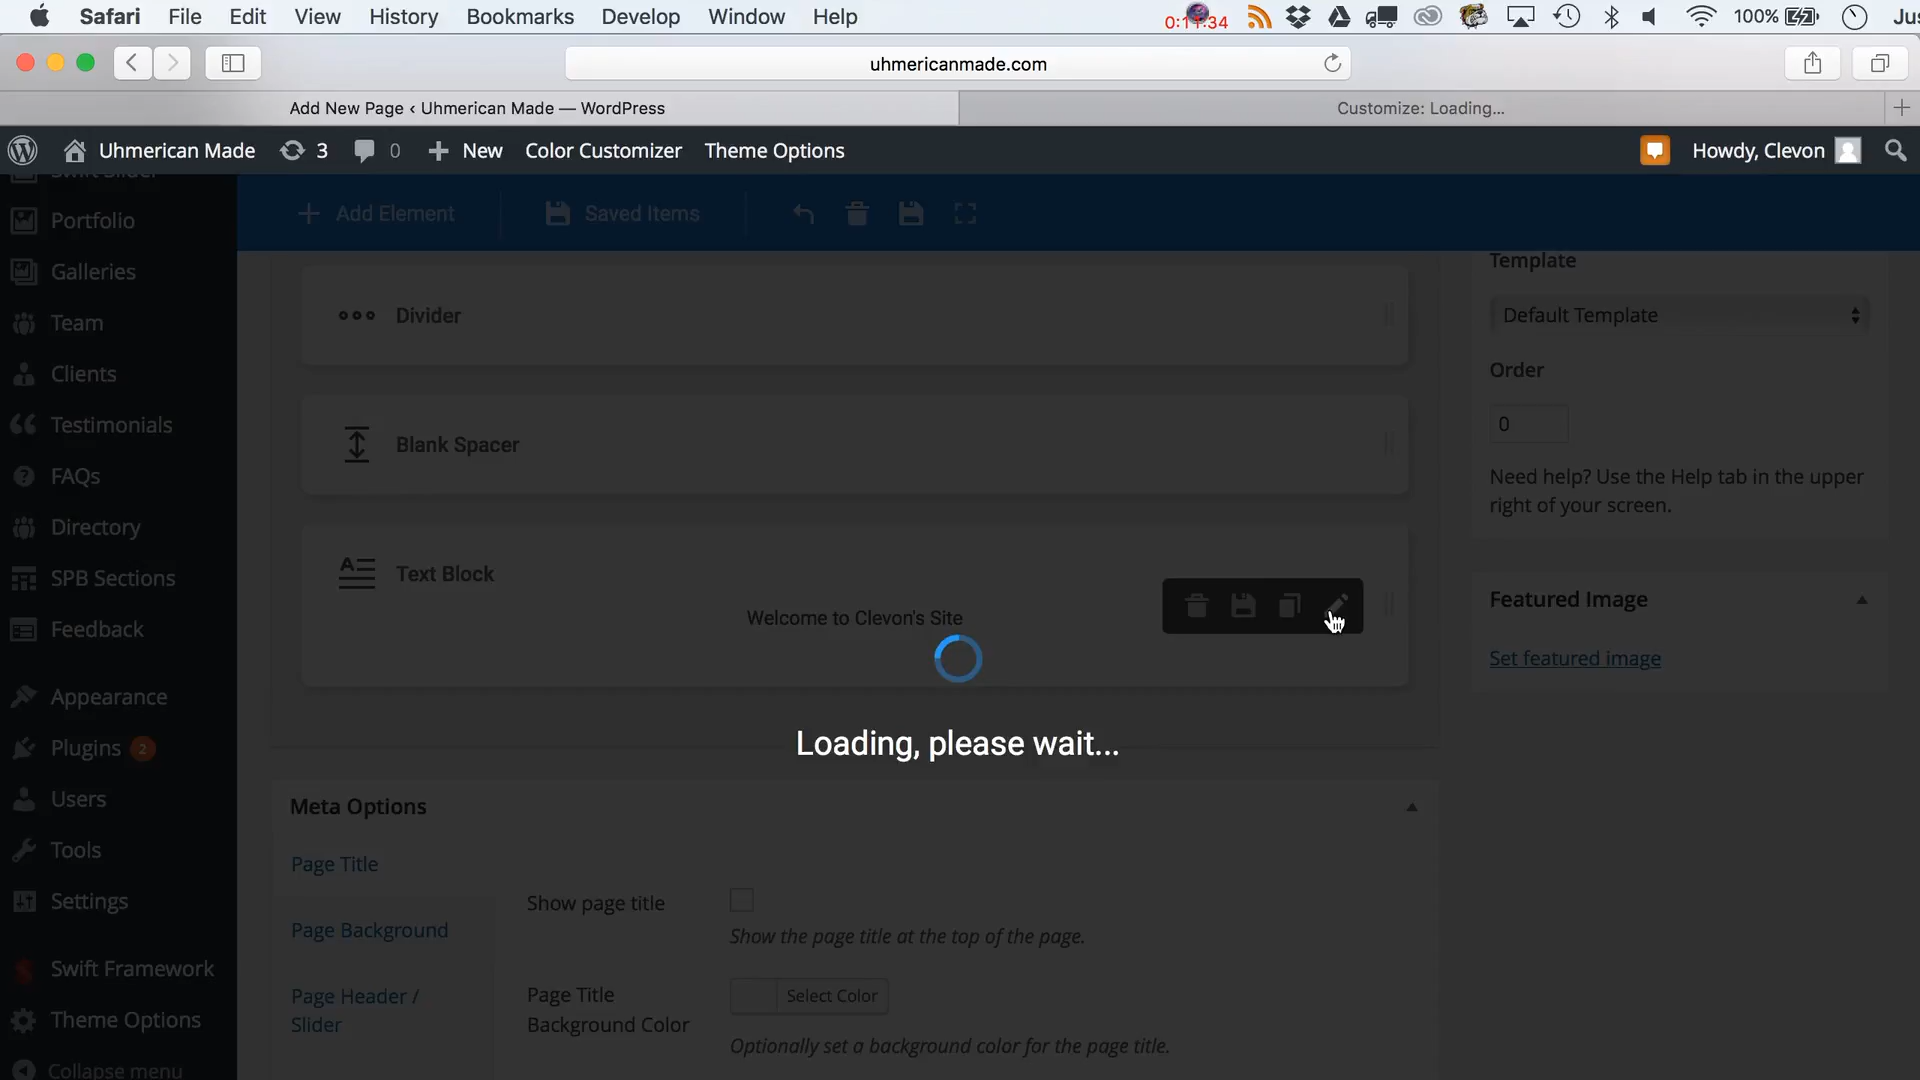 Safari File Edit View History Bookmarks Develop Window Help 100% Jus
uhmericanmade.com
Add New Page ‹ Uhmerican Made — WordPress Customize: Loading...
Uhmerican Made 3 0 New Color Customizer Theme Options Howdy, Clevon
Swift Slider
Portfolio
Galleries
Team
Clients
Testimonials
FAQs
Directory
SPB Sections
Feedback
Appearance
Plugins 2
Users
Tools
Settings
Swift Framework
Theme Options
Collapse menu
Add Element Saved Items
Divider
Blank Spacer
Text Block
Welcome to Clevon's Site
Loading, please wait...
Meta Options
Page Title
Page Background
Page Header /
Slider
Show page title
Show the page title at the top of the page.
Page Title
Background Color
Select Color
Optionally set a background color for the page title.
Template
Default Template
Order
0
Need help? Use the Help tab in the upper
right of your screen.
Featured Image
Set featured image